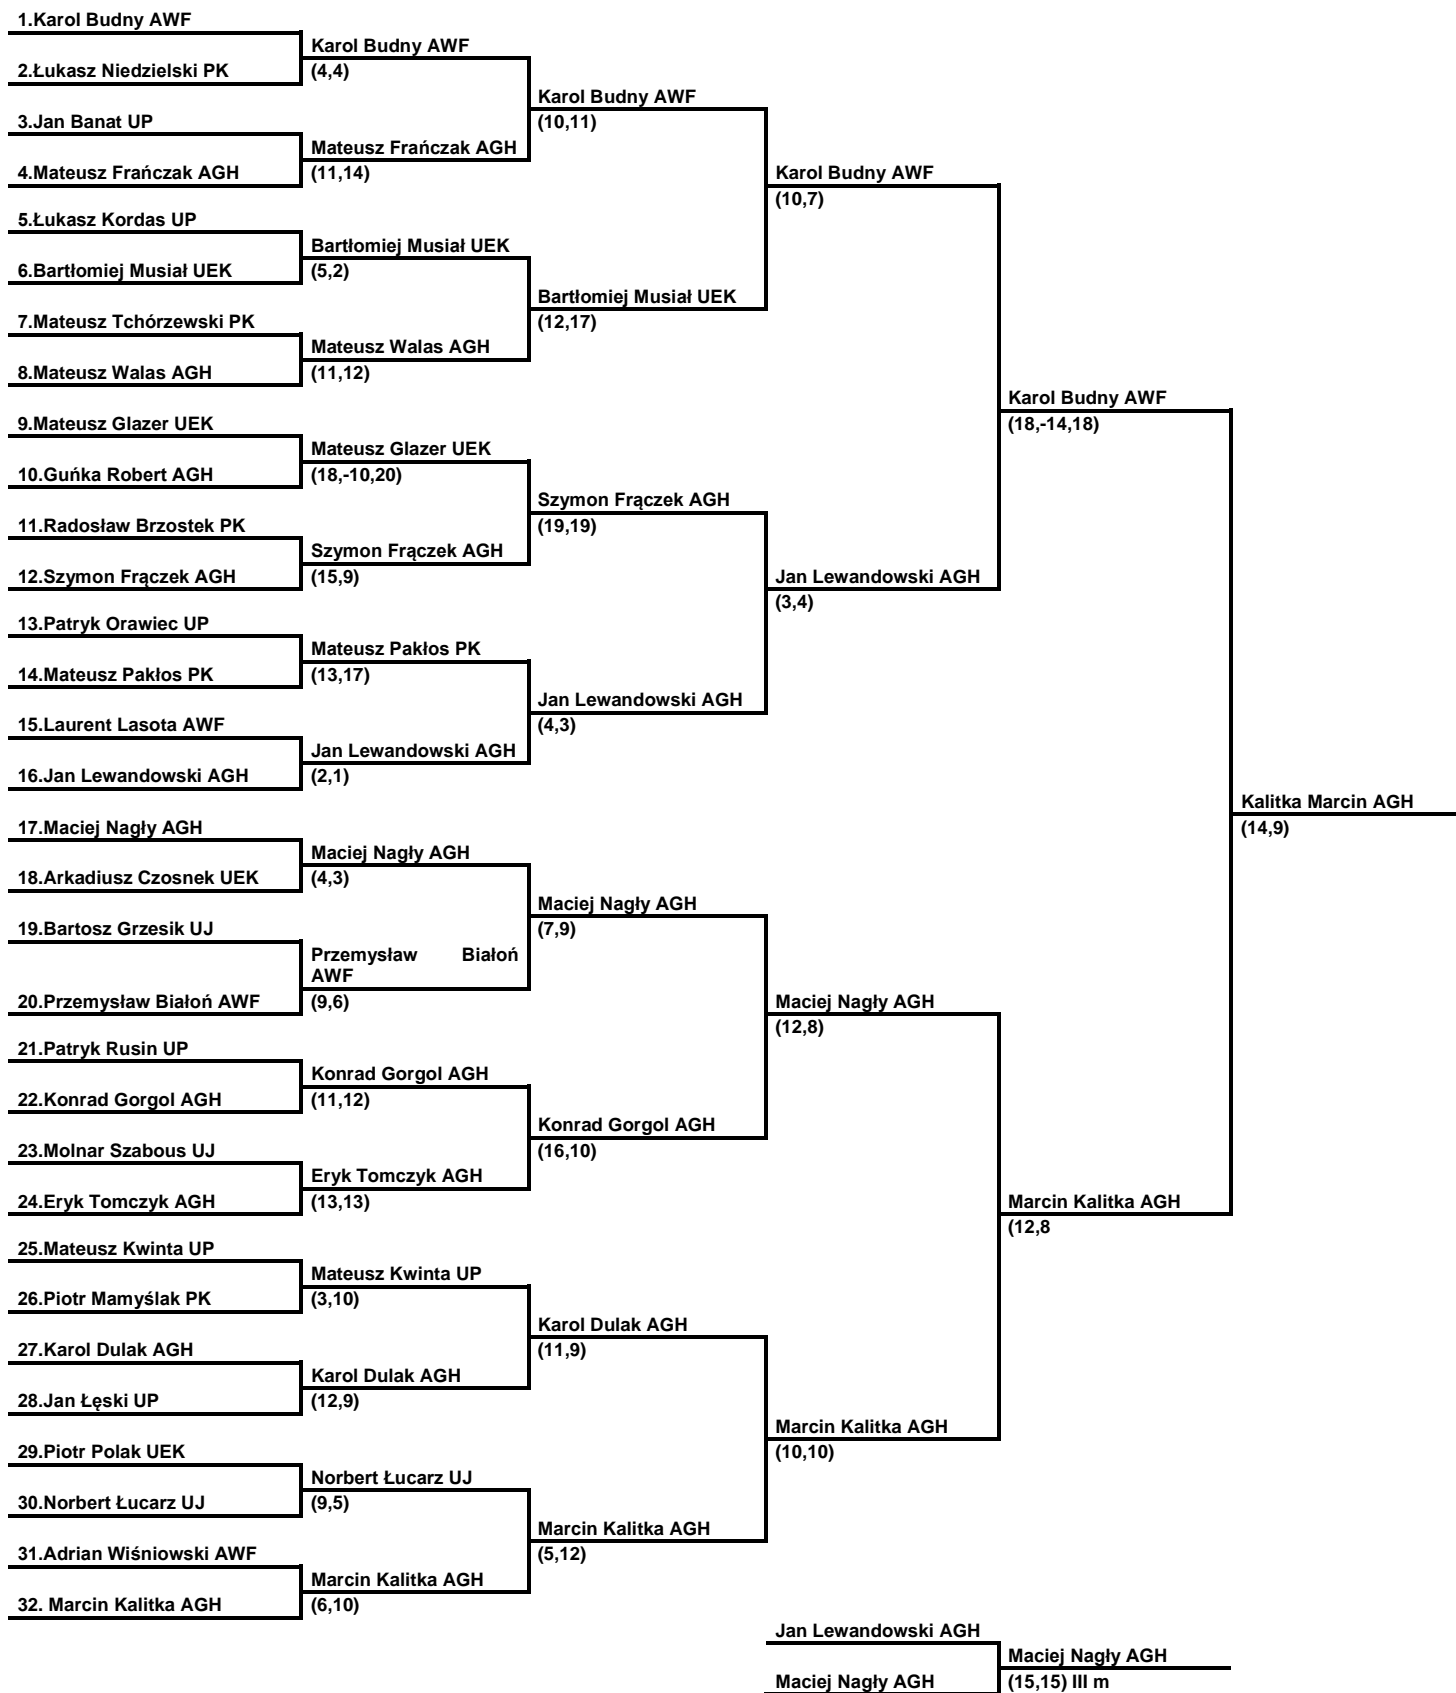 1.Karol Budny AWF
2.Łukasz Niedzielski PK
3.Jan Banat UP
4.Mateusz Frańczak AGH
5.Łukasz Kordas UP
6.Bartłomiej Musiał UEK
7.Mateusz Tchórzewski PK
8.Mateusz Walas AGH
9.Mateusz Glazer UEK
10.Guńka Robert AGH
11.Radosław Brzostek PK
12.Szymon Frączek AGH
13.Patryk Orawiec UP
14.Mateusz Pakłos PK
15.Laurent Lasota AWF
16.Jan Lewandowski AGH
17.Maciej Nagły AGH
18.Arkadiusz Czosnek UEK
19.Bartosz Grzesik UJ
20.Przemysław Białoń AWF
21.Patryk Rusin UP
22.Konrad Gorgol AGH
23.Molnar Szabous UJ
24.Eryk Tomczyk AGH
25.Mateusz Kwinta UP
26.Piotr Mamyślak PK
27.Karol Dulak AGH
28.Jan Łęski UP
29.Piotr Polak UEK
30.Norbert Łucarz UJ
31.Adrian Wiśniowski AWF
32. Marcin Kalitka AGH
Karol Budny AWF
(4,4)
Mateusz Frańczak AGH
(11,14)
Bartłomiej Musiał UEK
(5,2)
Mateusz Walas AGH
(11,12)
Mateusz Glazer UEK
(18,-10,20)
Szymon Frączek AGH
(15,9)
Mateusz Pakłos PK
(13,17)
Jan Lewandowski AGH
(2,1)
Maciej Nagły AGH
(4,3)
Przemysław Białoń
AWF
(9,6)
Konrad Gorgol AGH
(11,12)
Eryk Tomczyk AGH
(13,13)
Mateusz Kwinta UP
(3,10)
Karol Dulak AGH
(12,9)
Norbert Łucarz UJ
(9,5)
Marcin Kalitka AGH
(6,10)
Karol Budny AWF
(10,11)
Bartłomiej Musiał UEK
(12,17)
Szymon Frączek AGH
(19,19)
Jan Lewandowski AGH
(4,3)
Maciej Nagły AGH
(7,9)
Konrad Gorgol AGH
(16,10)
Karol Dulak AGH
(11,9)
Marcin Kalitka AGH
(5,12)
Karol Budny AWF
(10,7)
Jan Lewandowski AGH
(3,4)
Maciej Nagły AGH
(12,8)
Marcin Kalitka AGH
(10,10)
Karol Budny AWF
(18,-14,18)
Marcin Kalitka AGH
(12,8
Kalitka Marcin AGH
(14,9)
Jan Lewandowski AGH
Maciej Nagły AGH
Maciej Nagły AGH
(15,15) III m